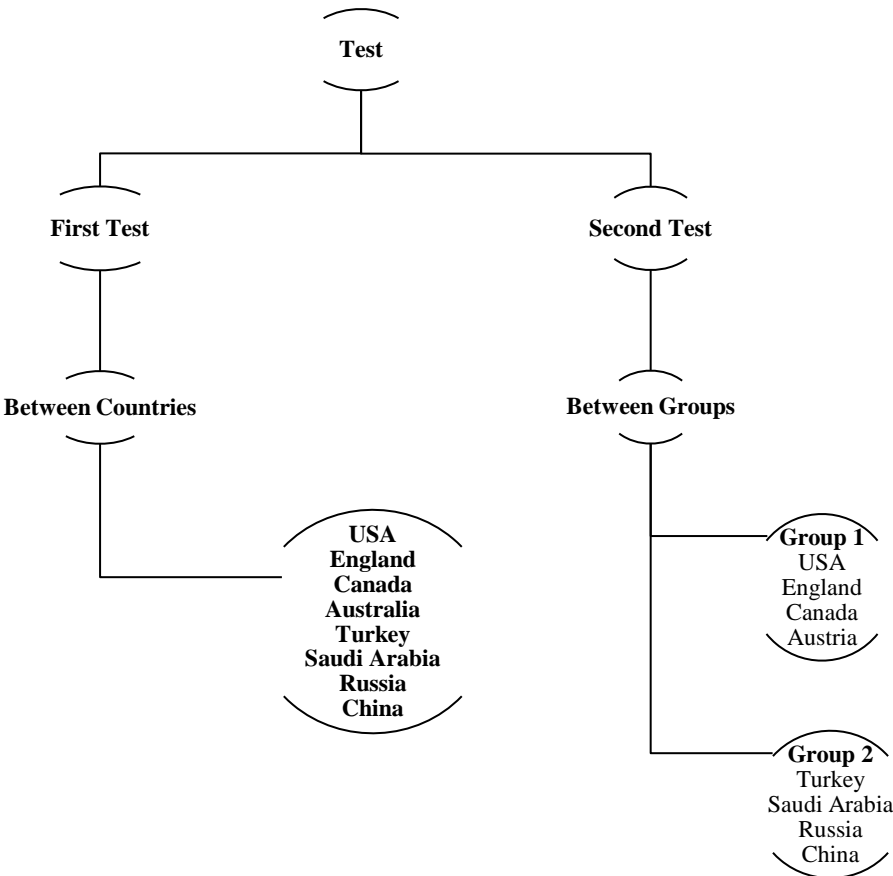 Test
First Test
Second Test
Between Countries
Between Groups
USA
England
Canada
Australia
Turkey
Saudi Arabia
Russia
China
Group 1
USA
England
Canada
Austria
Group 2
Turkey
Saudi Arabia
Russia
China